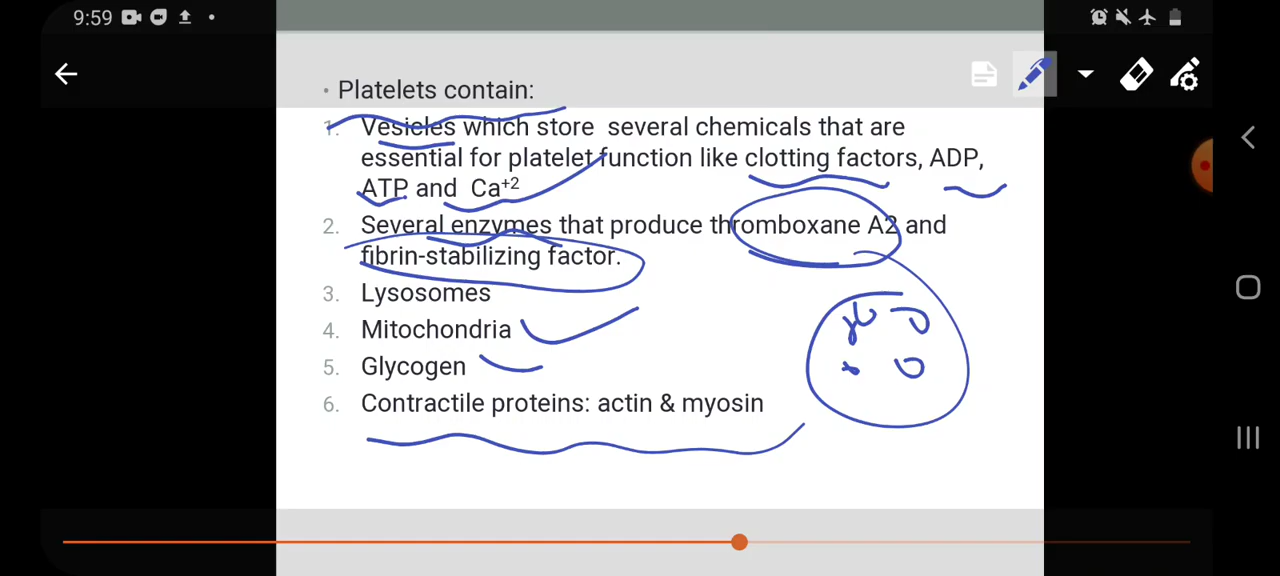 9:59
• Platelets contain:
1. Vesicles which store several chemicals that are
essential for platelet function like clotting factors, ADP,
ATP and Ca+2
2. Several enzymes that produce thromboxane A2 and
fibrin-stabilizing factor.
3. Lysosomes
4. Mitochondria
5. Glycogen
6. Contractile proteins: actin & myosin